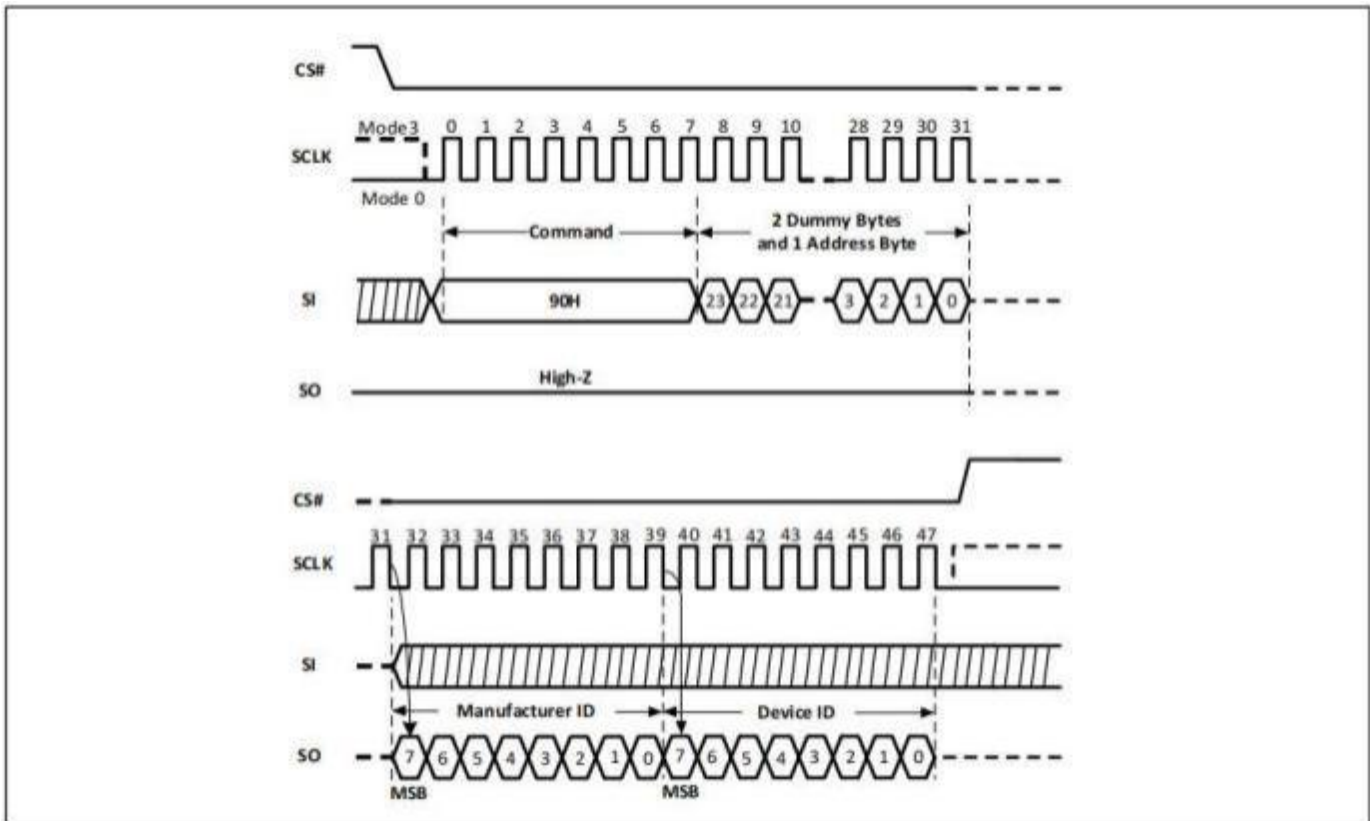 CS#
Mode3 0 1 2 3 4 5 6 7 8 9 10 28 29 30 31
SCLK
Mode 0
Command
2 Dummy Bytes
and 1 Address Byte
SI 90H 23 22 21 3 2 1 0
High-Z
SO
CS#
31 32 33 34 35 36 37 38 39 40 41 42 43 44 45 46 47
SCLK
SI
Manufacturer ID Device ID
SO 7 6 5 4 3 2 1 0 7 6 5 4 3 2 1 0
MSB MSB